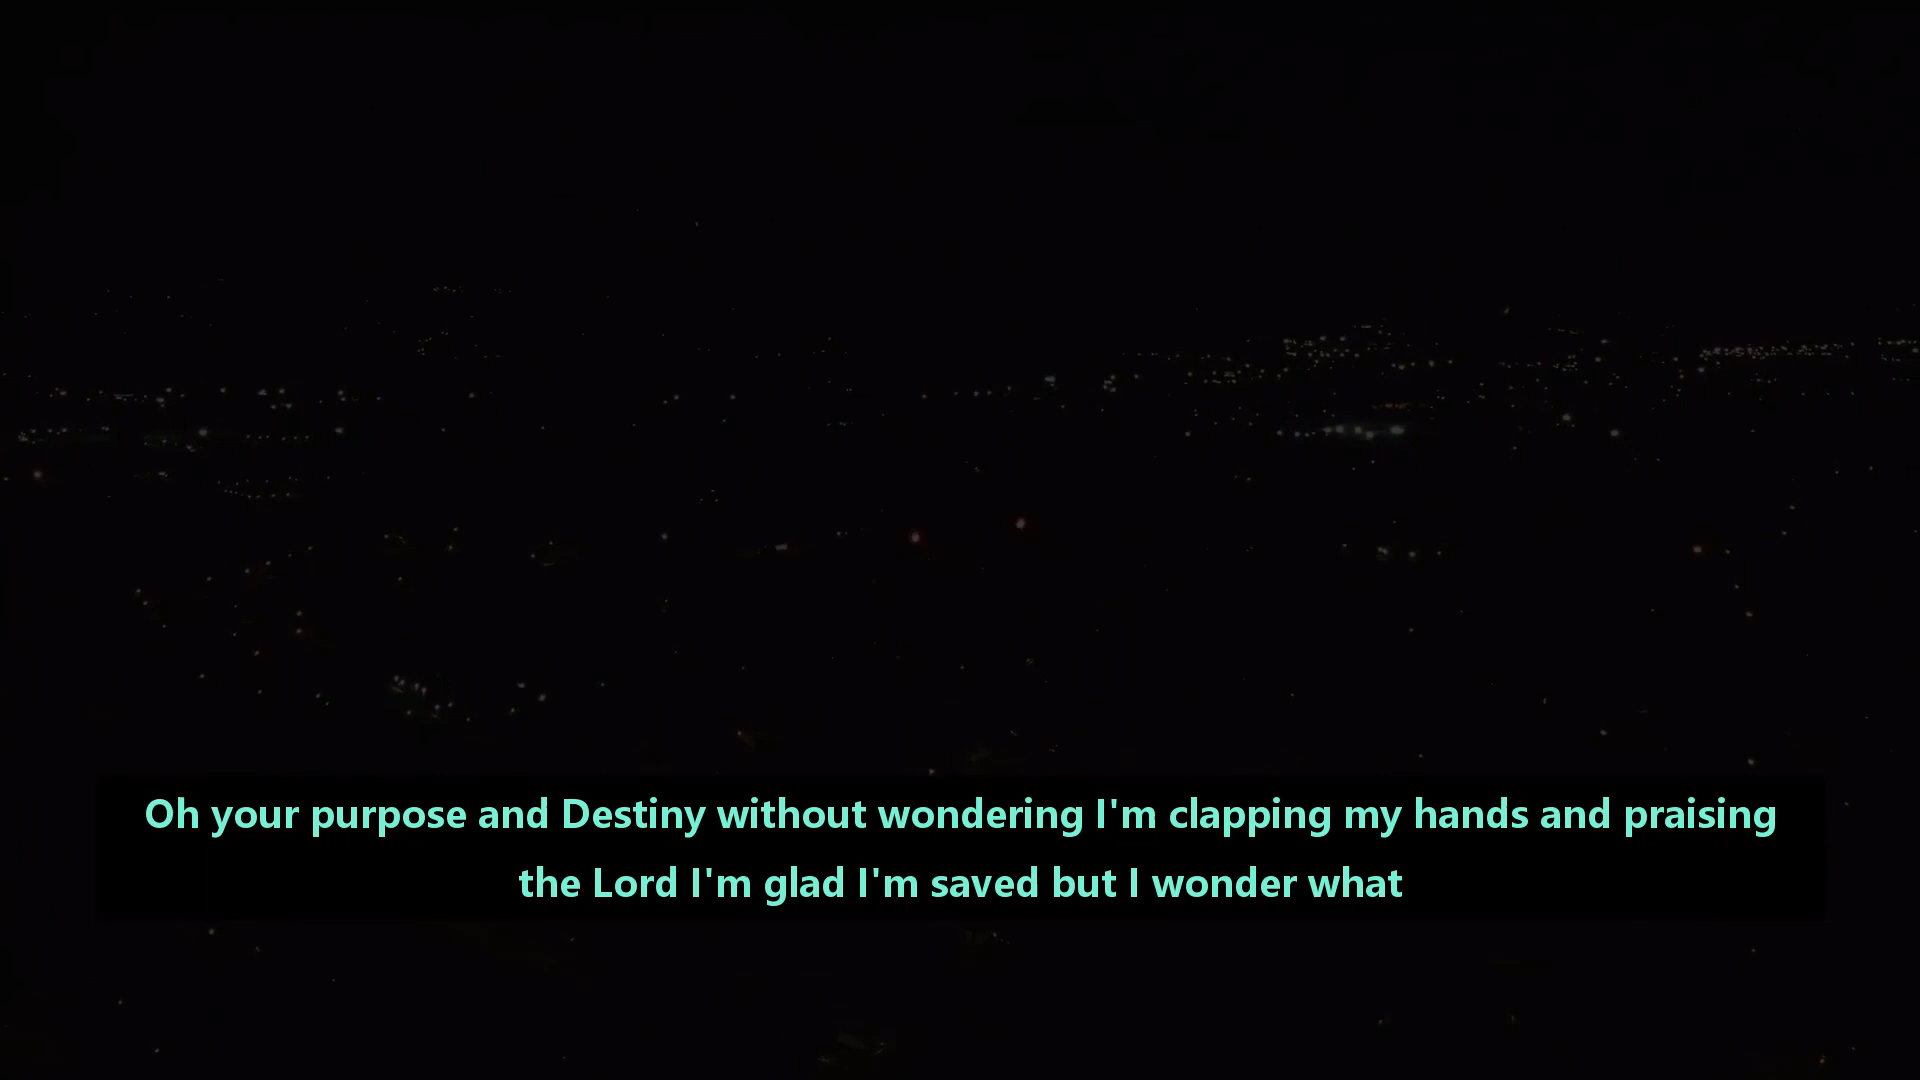 Oh your purpose and Destiny without wondering I'm clapping my hands and praising
the Lord I'm glad I'm saved but I wonder what